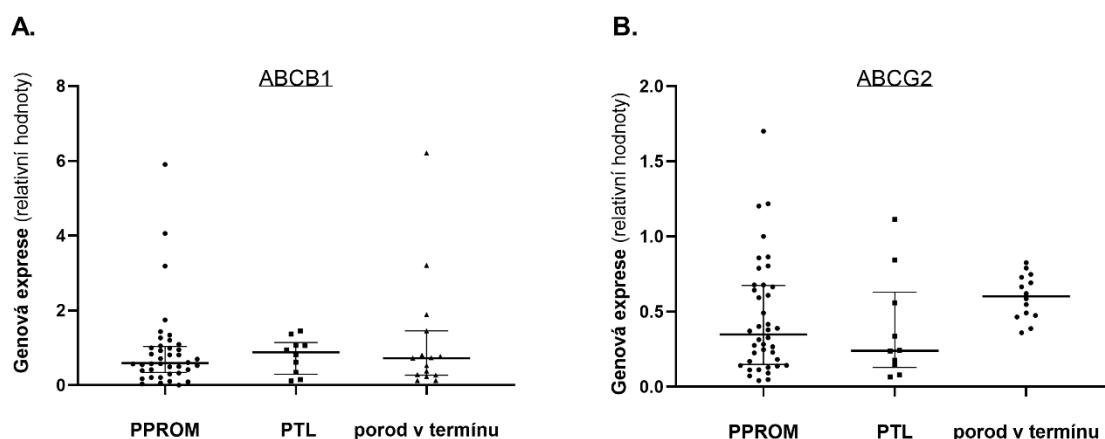 A.
ABCB1
Genová exprese (relativní hodnoty)
8
6
4
2
0
PPROM
PTL
porod v termínu
B.
ABCG2
Genová exprese (relativní hodnoty)
2.0
1.5
1.0
0.5
0.0
PPROM
PTL
porod v termínu